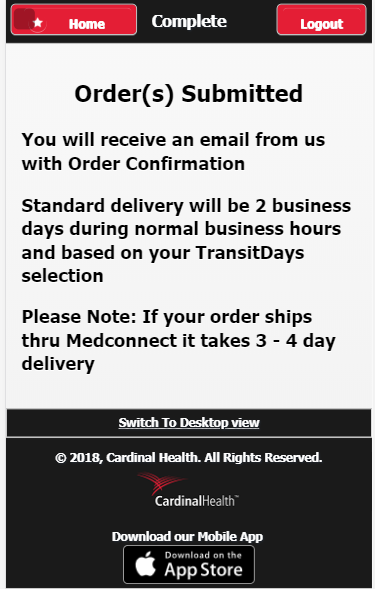 Home
Complete
Logout
Order(s) Submitted
You will receive an email from us
with Order Confirmation
Standard delivery will be 2 business
days during normal business hours
and based on your TransitDays
selection
Please Note: If your order ships
thru Medconnect it takes 3 - 4 day
delivery
Switch To Desktop view
© 2018, Cardinal Health. All Rights Reserved.
CardinalHealth™
Download our Mobile App
Download on the
App Store